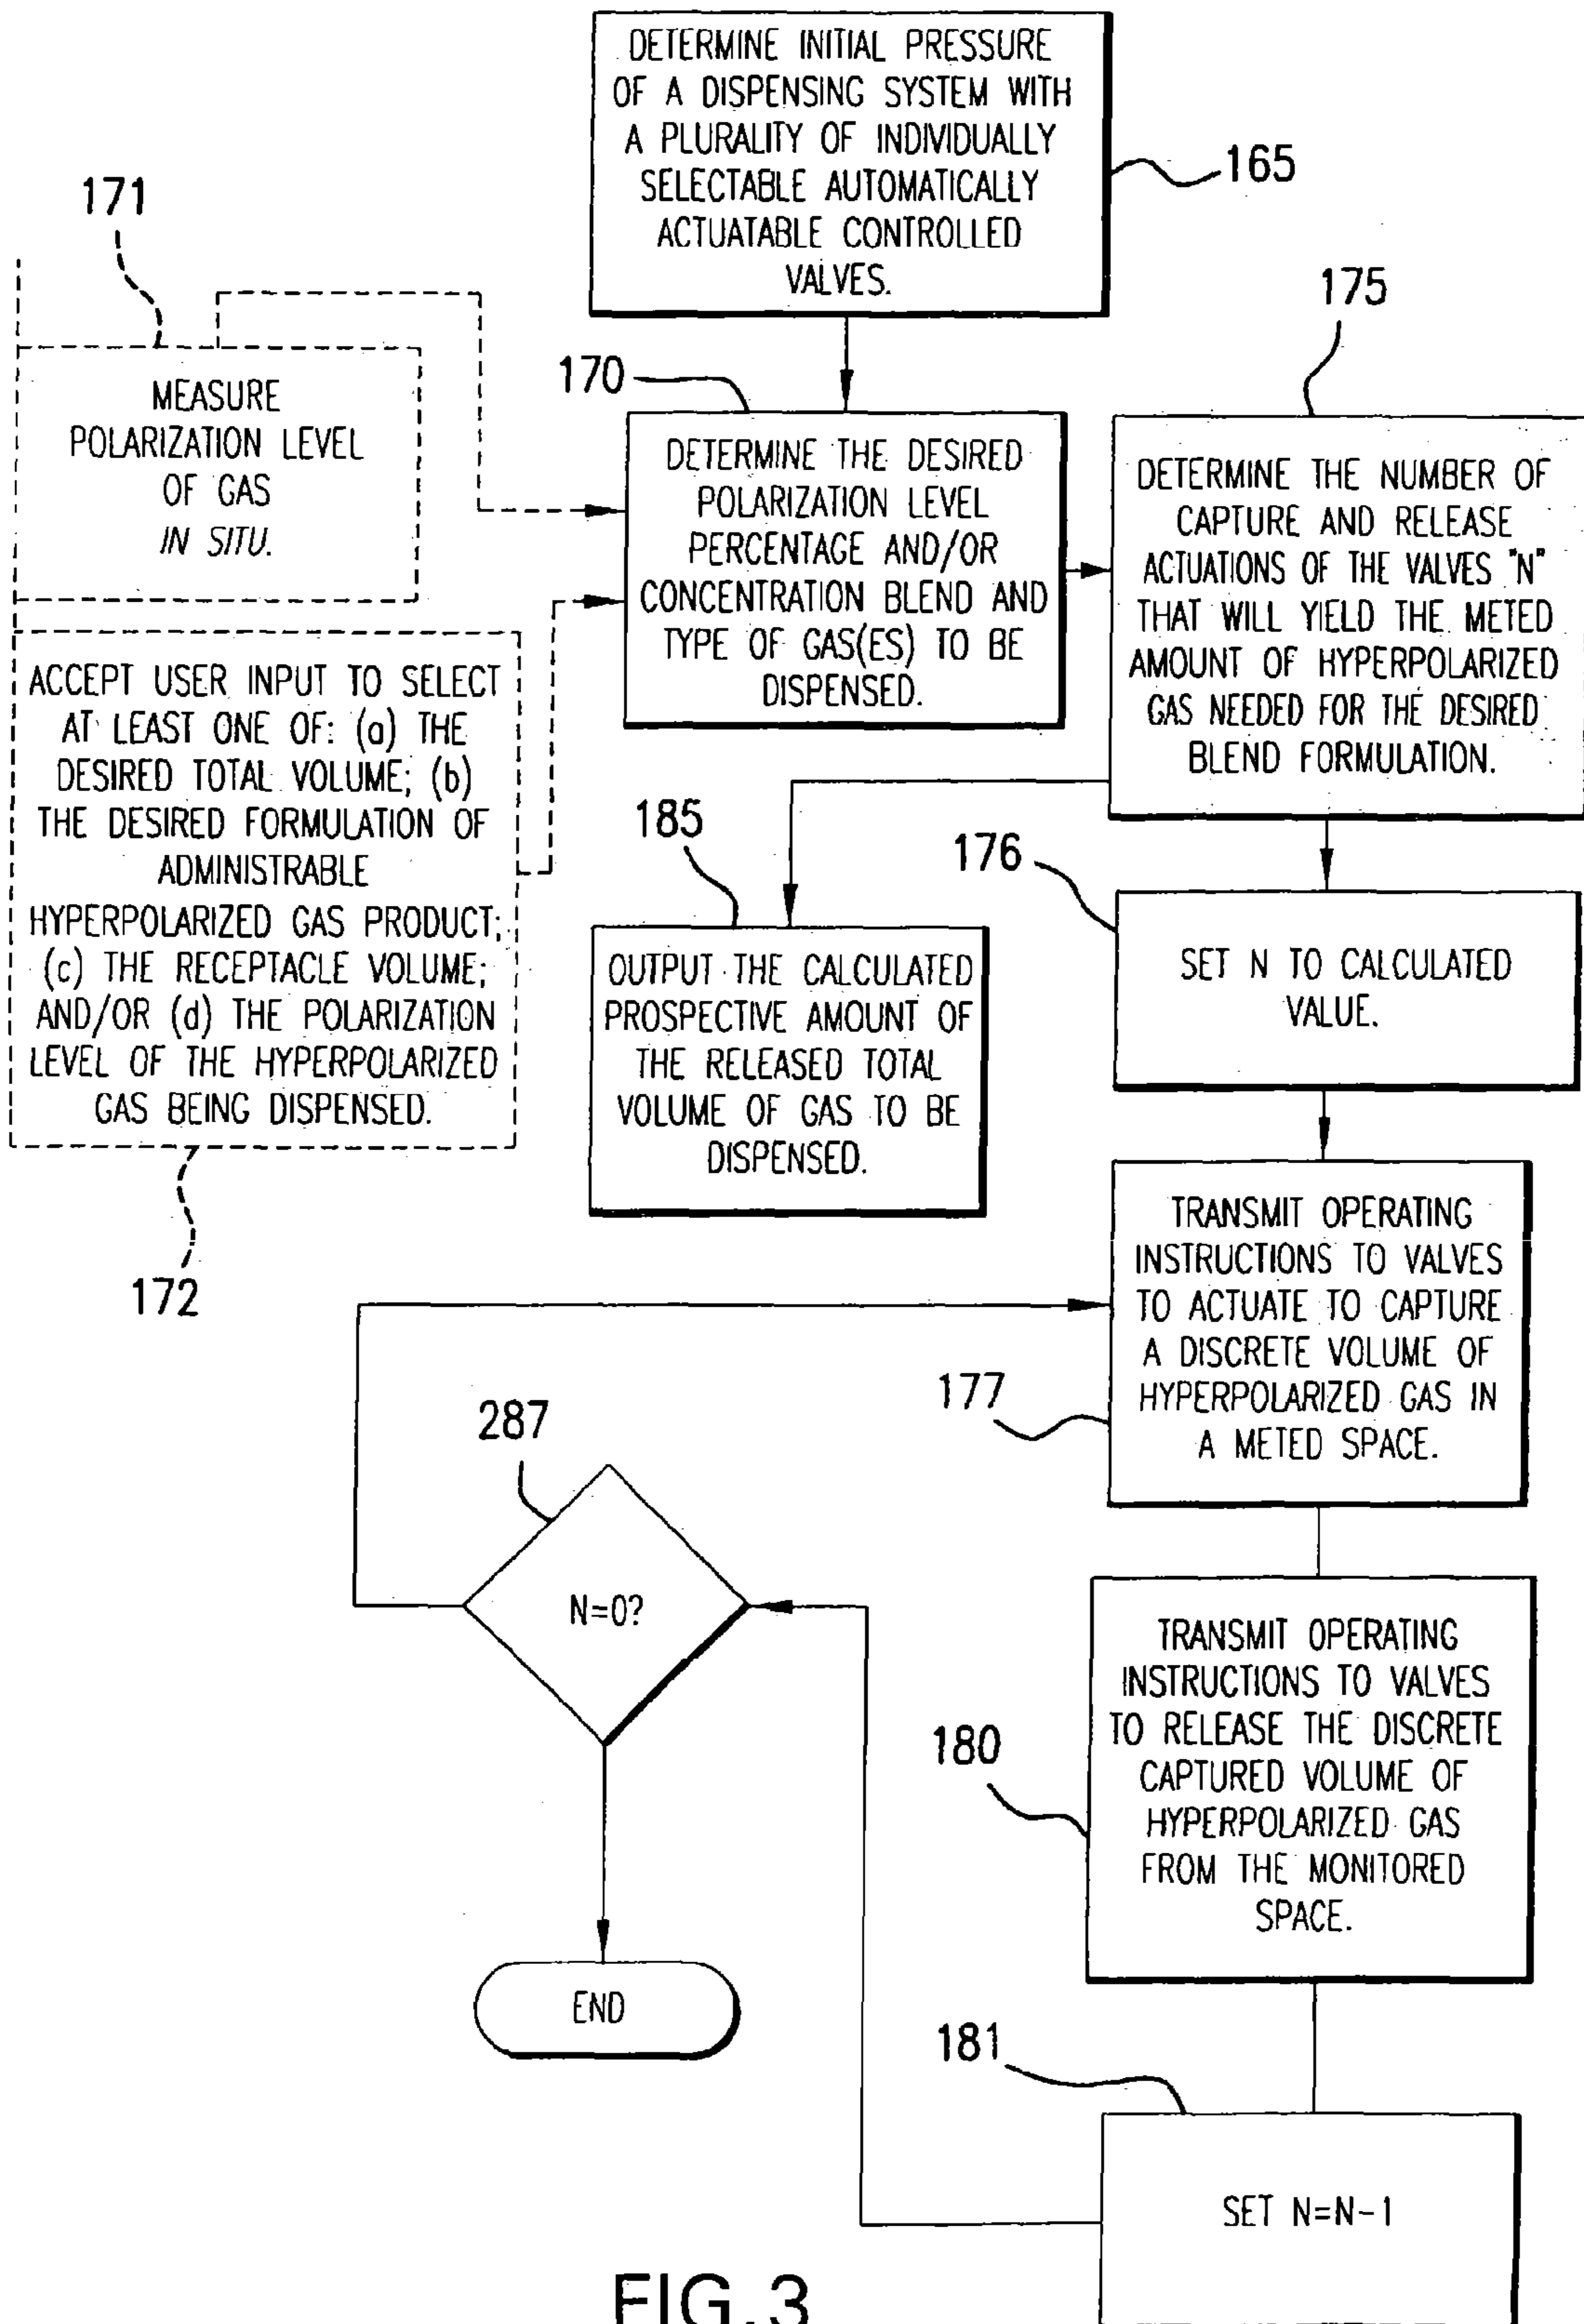 DETERMINE INITIAL PRESSURE
OF A DISPENSING SYSTEM WITH
A PLURALITY OF INDIVIDUALLY
SELECTABLE AUTOMATICALLY
ACTUATABLE CONTROLLED
VALVES.
165
171
MEASURE
POLARIZATION LEVEL
OF GAS
IN SITU.
170
DETERMINE THE DESIRED
POLARIZATION LEVEL
PERCENTAGE AND/OR
CONCENTRATION BLEND AND
TYPE OF GAS(ES) TO BE
DISPENSED.
175
DETERMINE THE NUMBER OF
CAPTURE AND RELEASE
ACTUATIONS OF THE VALVES "N"
THAT WILL YIELD THE METED
AMOUNT OF HYPERPOLARIZED
GAS NEEDED FOR THE DESIRED
BLEND FORMULATION.
ACCEPT USER INPUT TO SELECT
AT LEAST ONE OF: (a) THE
DESIRED TOTAL VOLUME; (b)
THE DESIRED FORMULATION OF
ADMINISTRABLE
HYPERPOLARIZED GAS PRODUCT;
(c) THE RECEPTACLE VOLUME;
AND/OR (d) THE POLARIZATION
LEVEL OF THE HYPERPOLARIZED
GAS BEING DISPENSED.
172
185
OUTPUT THE CALCULATED
PROSPECTIVE AMOUNT OF
THE RELEASED TOTAL
VOLUME OF GAS TO BE
DISPENSED.
176
SET N TO CALCULATED
VALUE.
177
TRANSMIT OPERATING
INSTRUCTIONS TO VALVES
TO ACTUATE TO CAPTURE
A DISCRETE VOLUME OF
HYPERPOLARIZED GAS IN
A METED SPACE.
287
N=0?
180
TRANSMIT OPERATING
INSTRUCTIONS TO VALVES
TO RELEASE THE DISCRETE
CAPTURED VOLUME OF
HYPERPOLARIZED GAS
FROM THE MONITORED
SPACE.
END
181
SET N=N-1
FIG.3